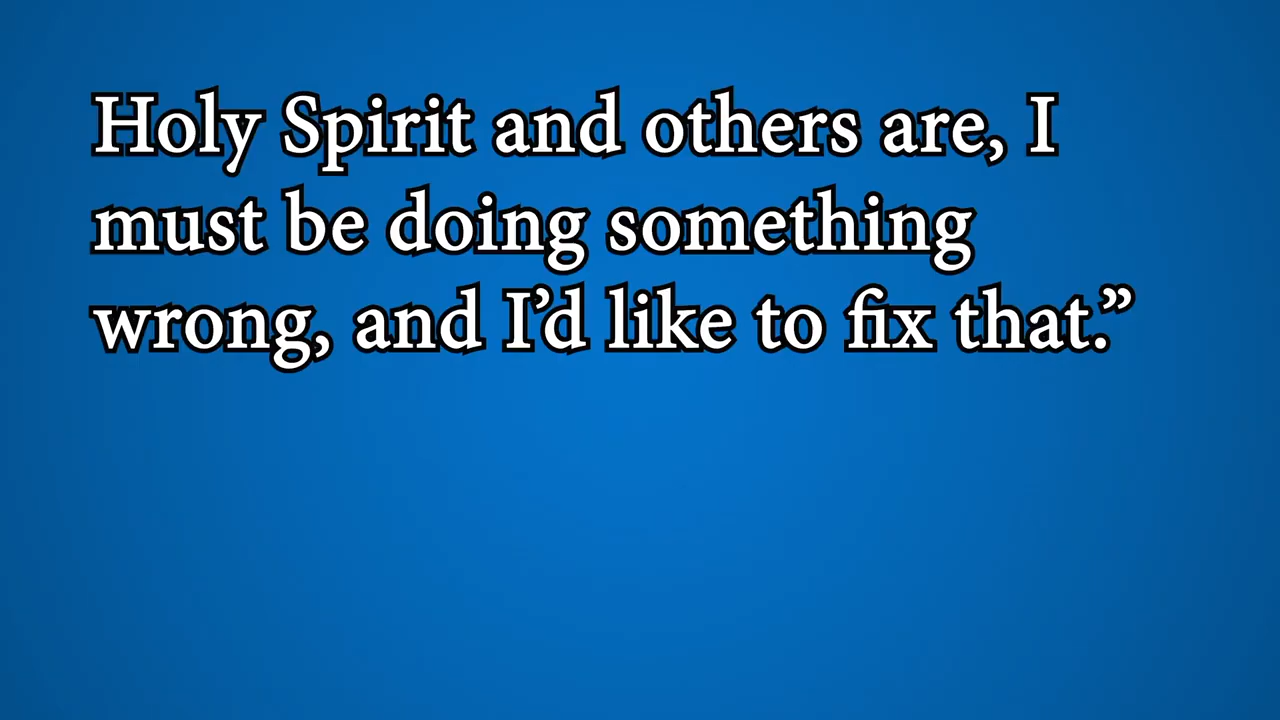 Holy Spirit and others are, I
must be doing something
wrong, and I’d like to fix that.”